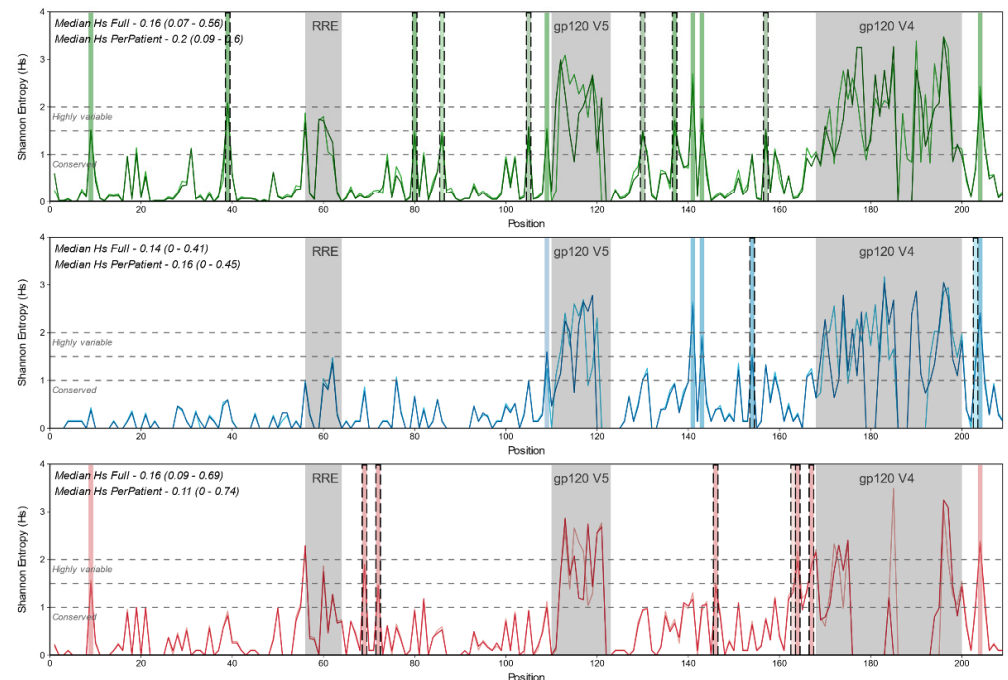 Median Hs Full - 0.16 (0.07 - 0.56)
Median Hs PerPatient - 0.2 (0.09 - 0.6)
RRE
gp120 V5
gp120 V4
Shannon Entropy (Hs)
4
3
2
1
0
Highly variable
Conserved
0 20 40 60 80 100 120 140 160 180 200
Position
Median Hs Full - 0.14 (0 - 0.41)
Median Hs PerPatient - 0.16 (0 - 0.45)
RRE
gp120 V5
gp120 V4
Shannon Entropy (Hs)
4
3
2
1
0
Highly variable
Conserved
0 20 40 60 80 100 120 140 160 180 200
Position
Median Hs Full - 0.16 (0.09 - 0.69)
Median Hs PerPatient - 0.11 (0 - 0.74)
RRE
gp120 V5
gp120 V4
Shannon Entropy (Hs)
4
3
2
1
0
Highly variable
Conserved
0 20 40 60 80 100 120 140 160 180 200
Position